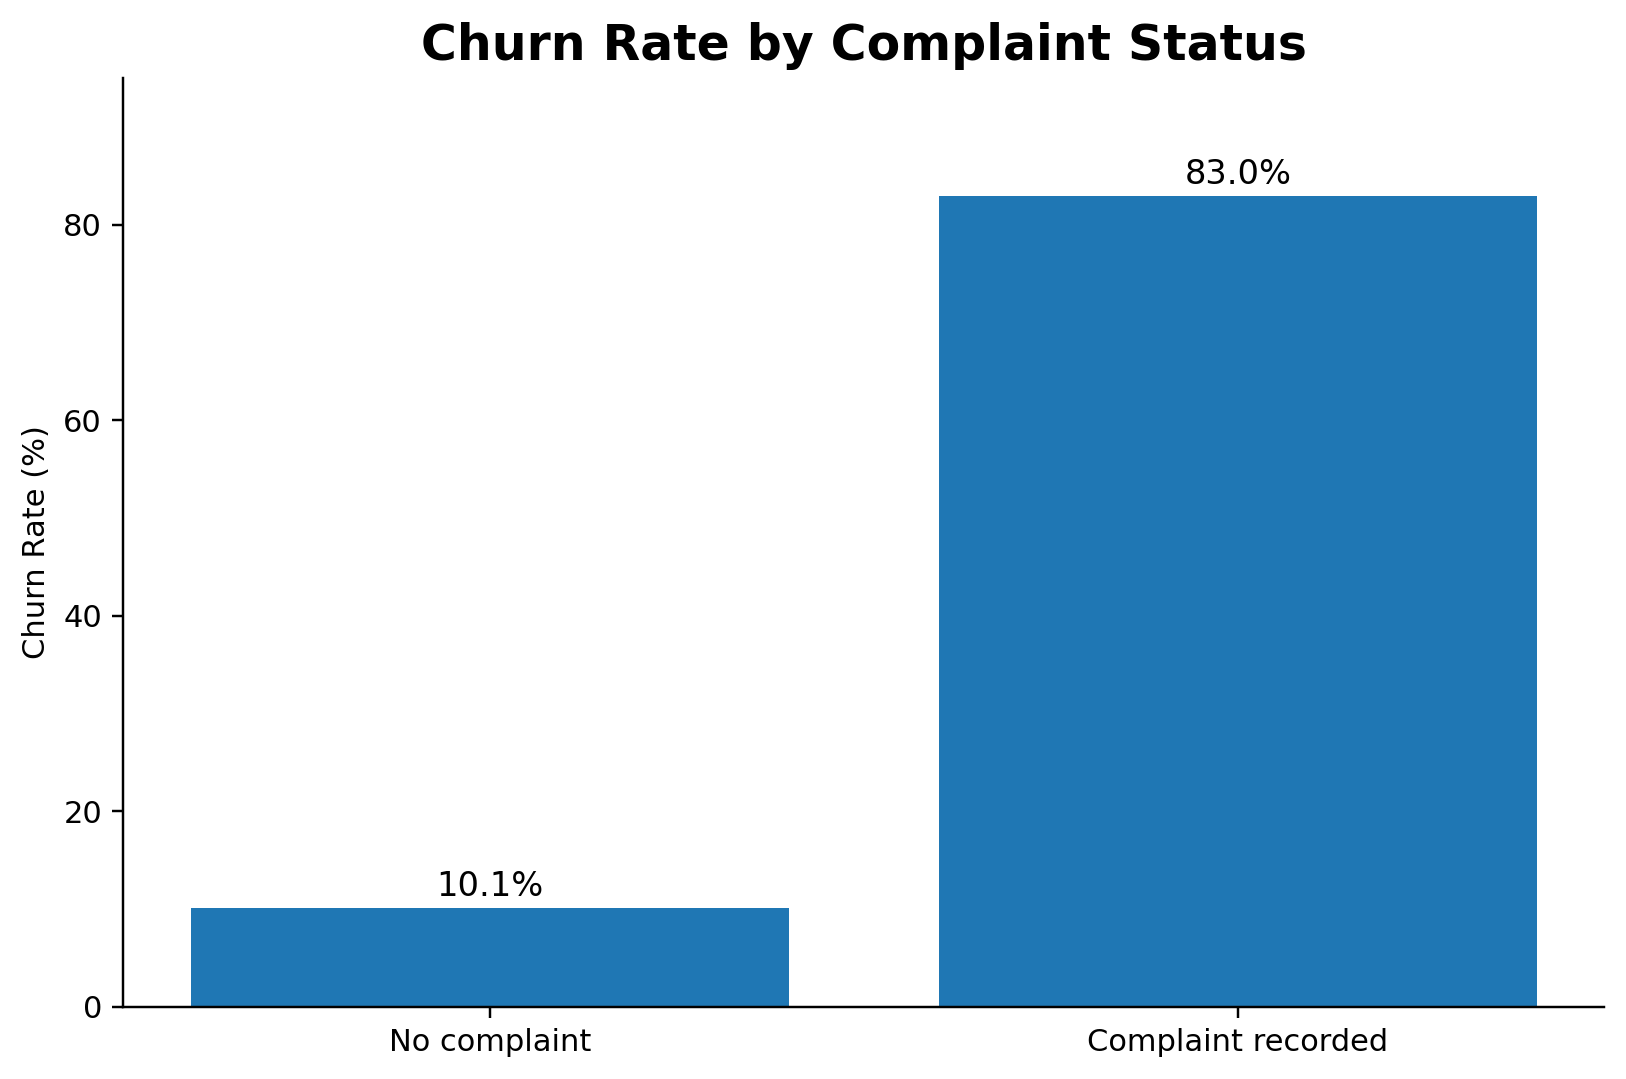 Churn Rate by Complaint Status
Churn Rate (%)
80
60
40
20
0
10.1%
83.0%
No complaint
Complaint recorded